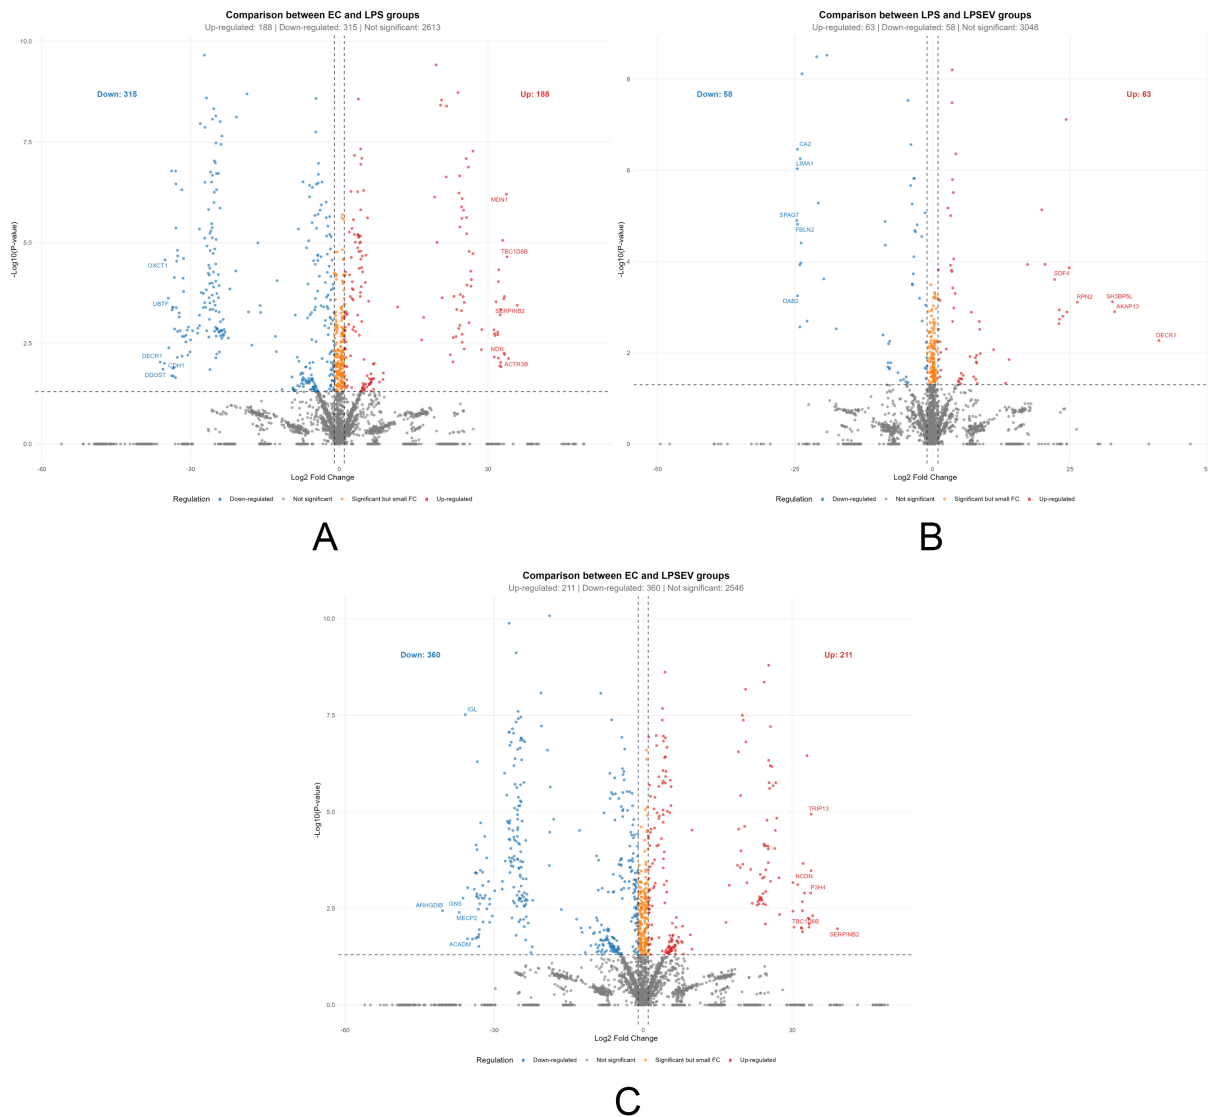 Comparison between EC and LPS groups
Up-regulated: 188 | Down-regulated: 315 | Not significant: 2613
10.0
7.5
5.0
2.5
0.0
-Log10(P-value)
Down: 315
Up: 188
MDN1
TBC1D8B
OXCT1
UBTF
SERPINB2
DECR1
CDH1
DDOST
NDN
ACTR3B
-60
-30
0
30
Log2 Fold Change
Regulation
Down-regulated
Not significant
Significant but small FC
Up-regulated
A
Comparison between LPS and LPSEV groups
Up-regulated: 63 | Down-regulated: 58 | Not significant: 3048
8
6
4
2
0
-Log10(P-value)
Down: 58
Up: 63
CA2
LIMA1
SPAG7
FBLN2
DAB2
SDF4
RPN2
SH3BP5L
AKAP13
DECR1
-50
-25
0
25
5
Log2 Fold Change
Regulation
Down-regulated
Not significant
Significant but small FC
Up-regulated
B
Comparison between EC and LPSEV groups
Up-regulated: 211 | Down-regulated: 360 | Not significant: 2546
10.0
7.5
5.0
2.5
0.0
-Log10(P-value)
Down: 360
Up: 211
IGL
TRIP13
NCDN
P3H4
ARHGDIB
GNS
MECP2
TBC1D8B
SERPINB2
ACADM
-60
-30
0
30
Log2 Fold Change
Regulation
Down-regulated
Not significant
Significant but small FC
Up-regulated
C